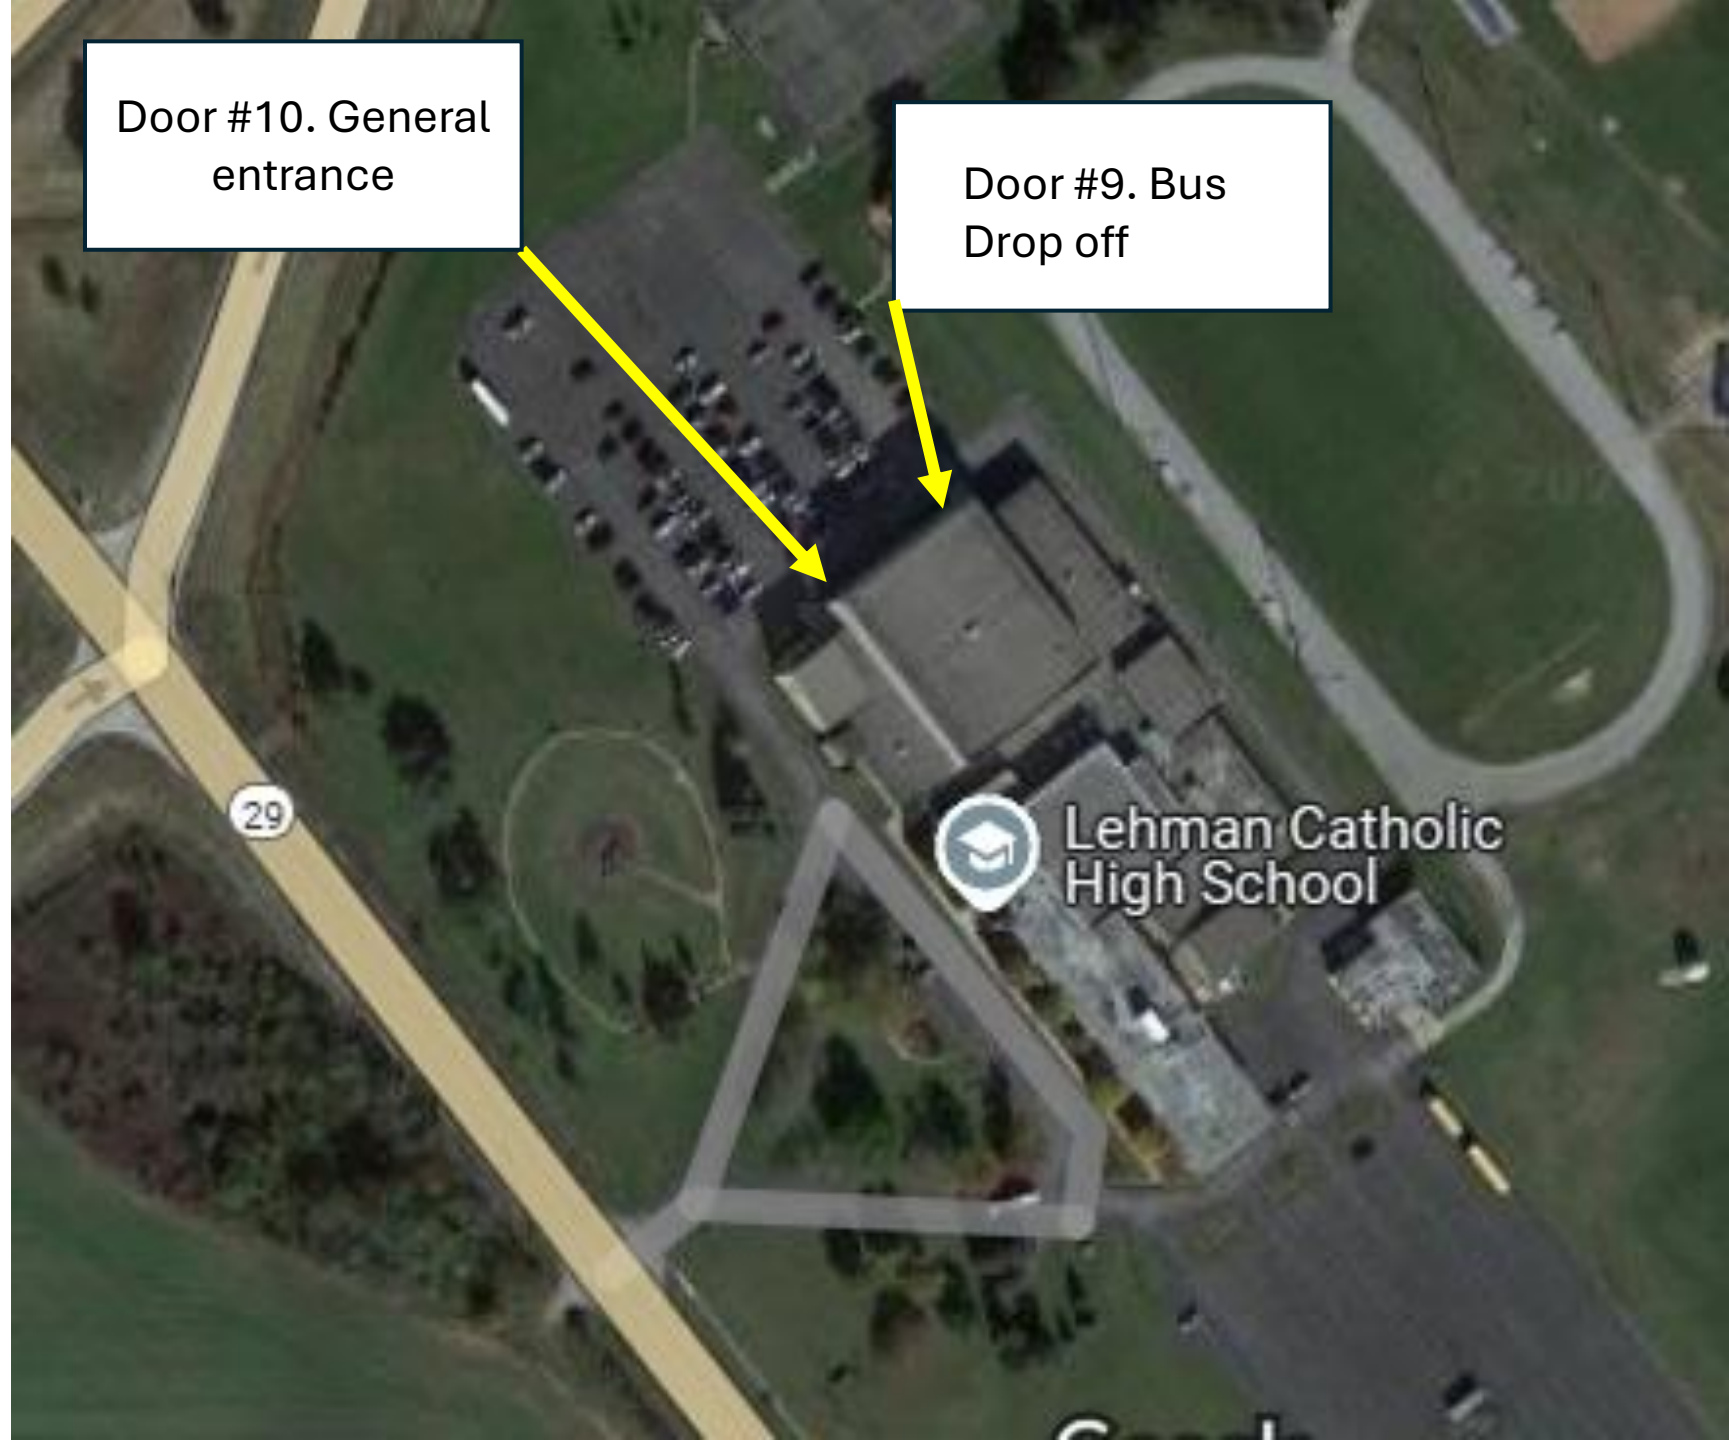 Door #10. General
entrance
Door #9. Bus
Drop off
29
Lehman Catholic
High School